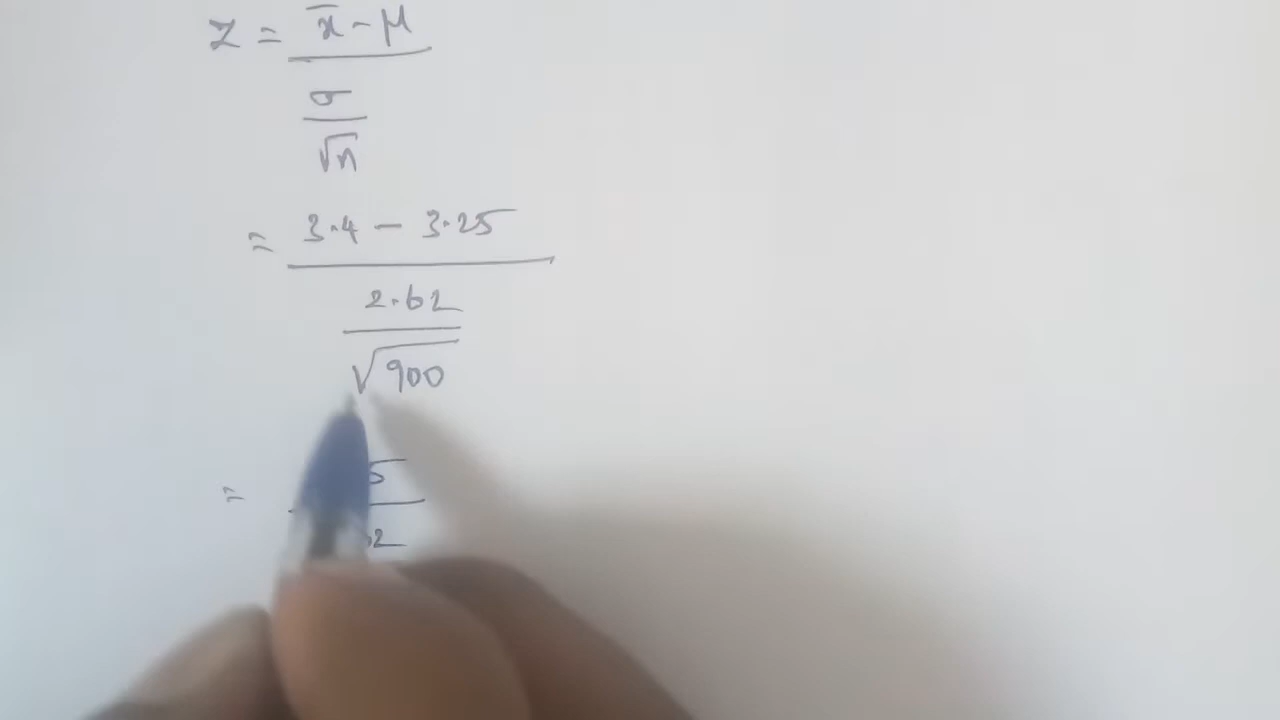 Z = x̄ - μ
σ
√n
= 3.4 - 3.25
2.62
√900
=